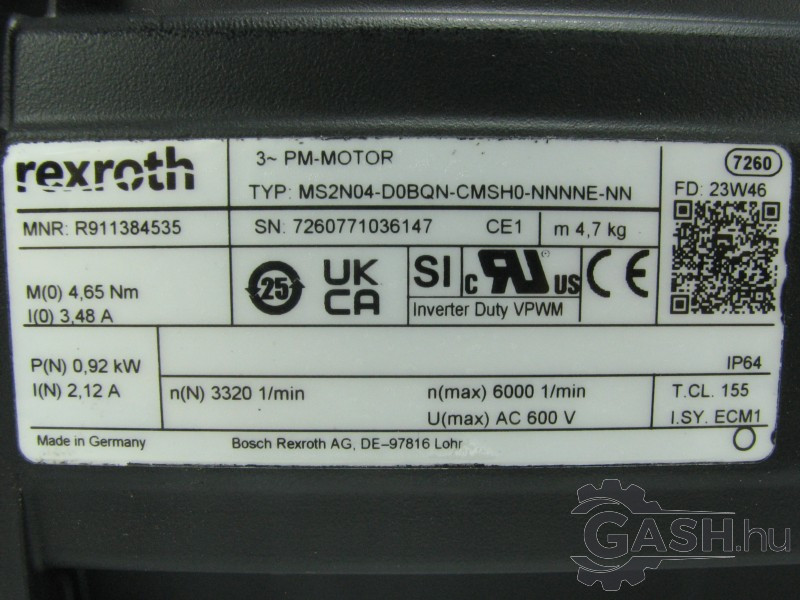 rexroth
3~ PM-MOTOR
7260
TYP: MS2N04-D0BQN-CMSH0-NNNNE-NN
FD: 23W46
MNR: R911384535
SN: 7260771036147
CE1
m 4,7 kg
M(0) 4,65 Nm
I(0) 3,48 A
25
UK
CA
SI
c RU us
CE
Inverter Duty VPWM
P(N) 0,92 kW
I(N) 2,12 A
IP64
n(N) 3320 1/min
n(max) 6000 1/min
U(max) AC 600 V
T.CL. 155
I.SY. ECM1
Made in Germany
Bosch Rexroth AG, DE–97816 Lohr
GASH.hu